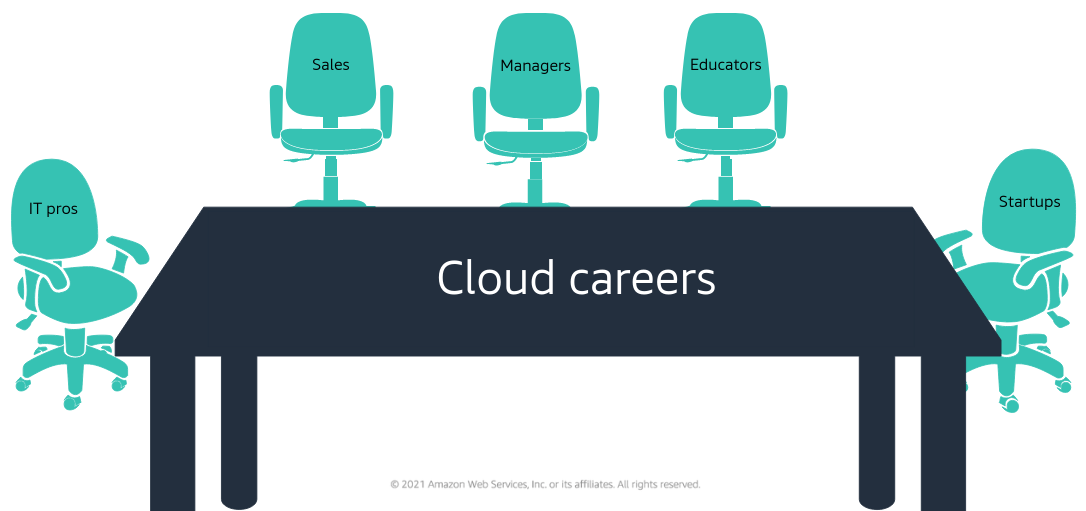 Sales
Managers
Educators
IT pros
Startups
Cloud careers
© 2021 Amazon Web Services, Inc. or its affiliates. All rights reserved.